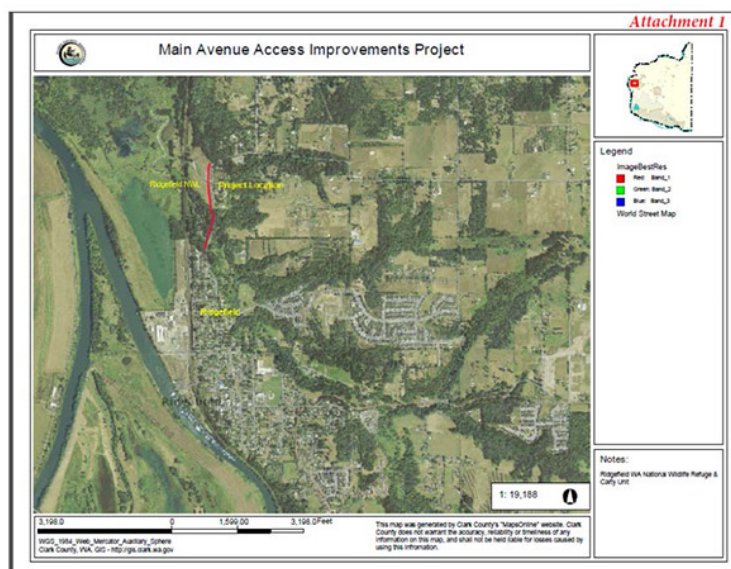 Attachment 1
Main Avenue Access Improvements Project
Ridgefield NWR
Project Location
Ridgefield
1: 19,188
Legend
ImageBestRes
Red: Band_1
Green: Band_2
Blue: Band_3
World Street Map
Notes:
Ridgefield WA National Wildlife Refuge &
Carty Unit
3,198.0
0
1,599.00
3,198.0 Feet
WGS_1984_Web_Mercator_Auxiliary_Sphere
Clark County, WA. GIS - http://gis.clark.wa.gov
This map was generated by Clark County's "MapsOnline" website. Clark
County does not warrant the accuracy, reliability or timeliness of any
information on this map, and shall not be held liable for losses caused by
using this information.